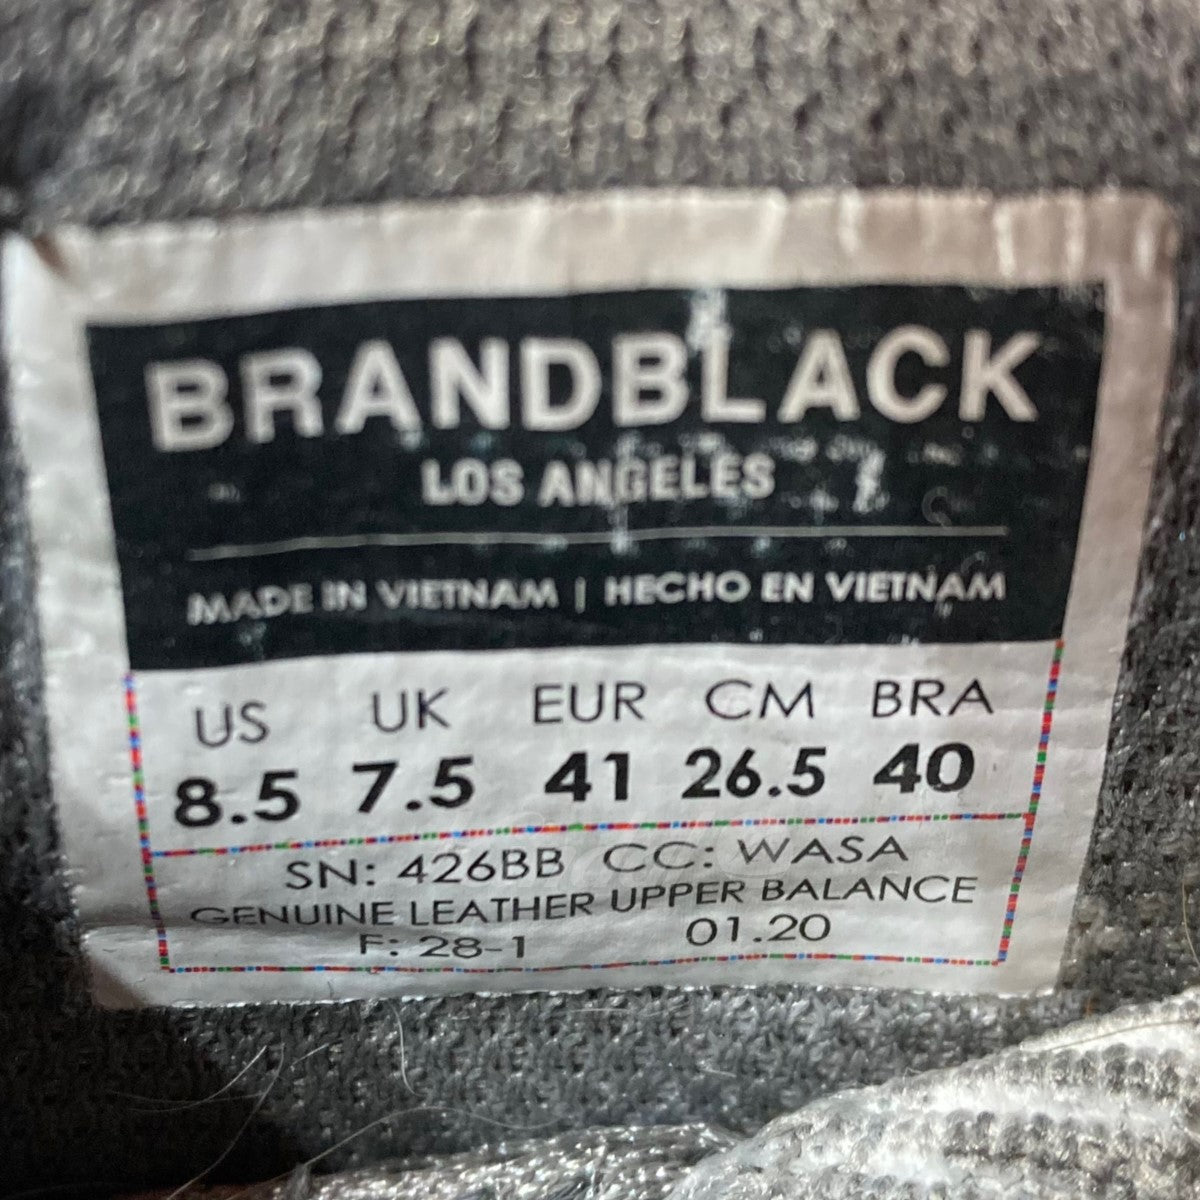 BRANDBLACK
LOS ANGELES
MADE IN VIETNAM | HECHO EN VIETNAM
US UK EUR CM BRA
8.5 7.5 41 26.5 40
SN: 426BB CC: WASA
GENUINE LEATHER UPPER BALANCE
F: 28-1 01.20